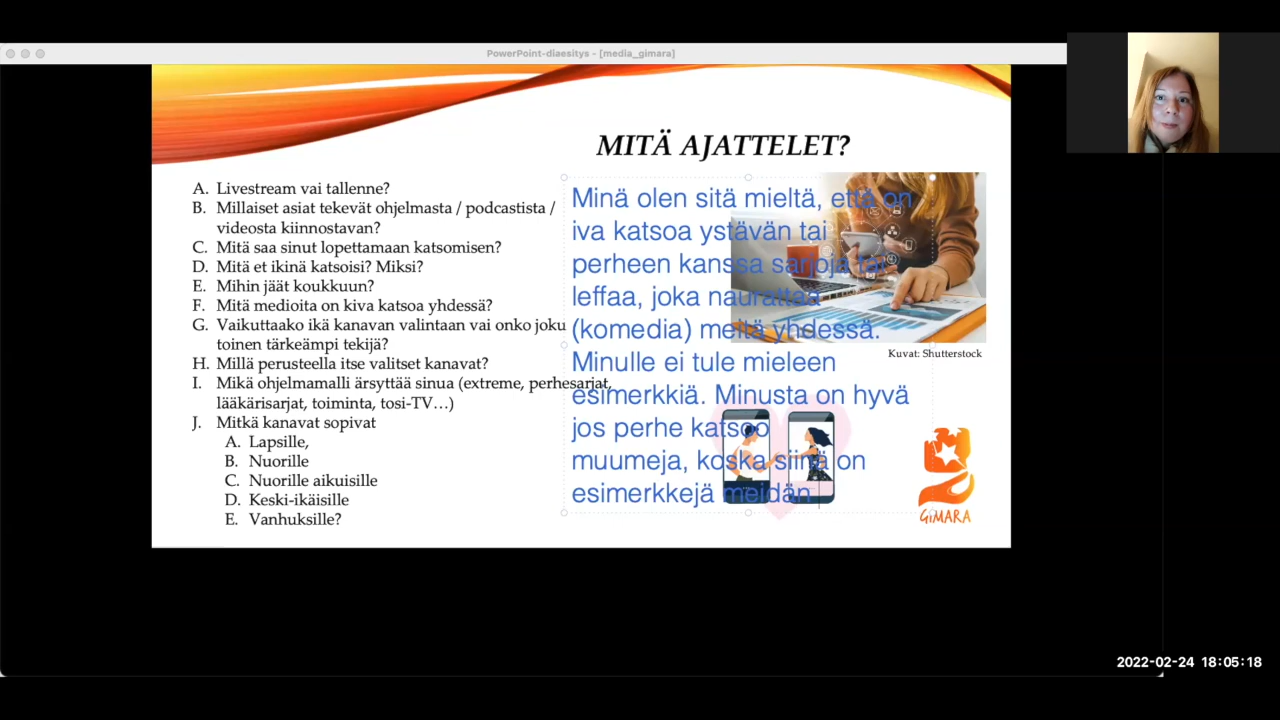 PowerPoint-diaesitys - [media_gimara]
MITÄ AJATTELET?
A. Livestream vai tallenne?
B. Millaiset asiat tekevät ohjelmasta / podcastista /
videosta kiinnostavan?
C. Mitä saa sinut lopettamaan katsomisen?
D. Mitä et ikinä katsoisi? Miksi?
E. Mihin jäät koukkuun?
F. Mitä medioita on kiva katsoa yhdessä?
G. Vaikuttaako ikä kanavan valintaan vai onko joku
toinen tärkeämpi tekijä?
H. Millä perusteella itse valitset kanavat?
I. Mikä ohjelmamalli ärsyttää sinua (extreme, perhesarjat,
lääkärisarjat, toiminta, tosi-TV…)
J. Mitkä kanavat sopivat
A. Lapsille,
B. Nuorille
C. Nuorille aikuisille
D. Keski-ikäisille
E. Vanhuksille?
Minä olen sitä mieltä, että on
iva katsoa ystävän tai
perheen kanssa sarjoja tai
leffaa, joka naurattaa
(komedia) meitä yhdessä.
Minulle ei tule mieleen
esimerkkiä. Minusta on hyvä
jos perhe katsoo
muumeja, koska siinä on
esimerkkejä meidän
Kuvat: Shutterstock
GIMARA
2022-02-24 18:05:18